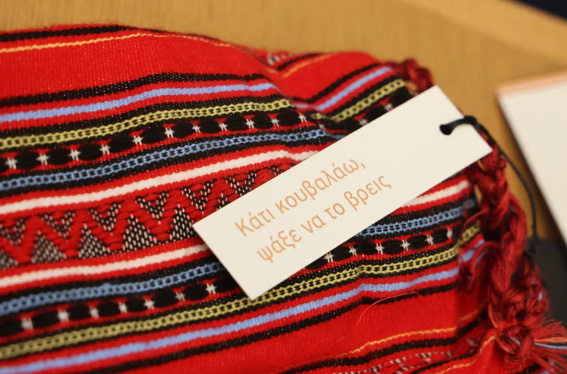 Κάτι κουβαλάω,
ψάξε να το βρεις